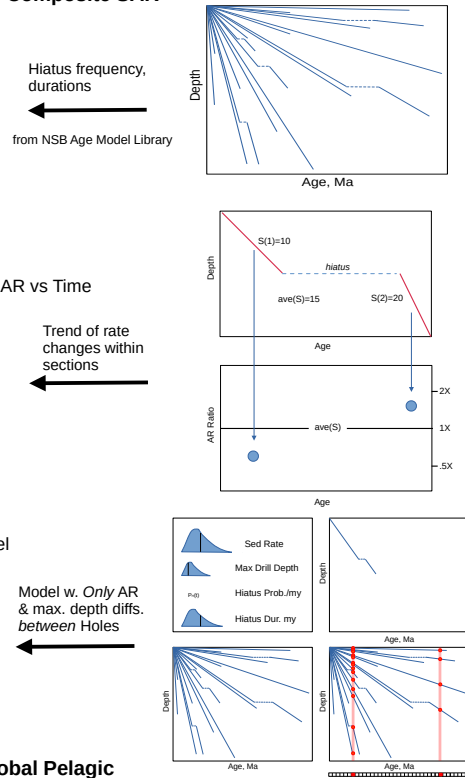 Composite SAR
Depth
Hiatus frequency,
durations
from NSB Age Model Library
Age, Ma
Depth
S(1)=10
hiatus
ave(S)=15
S(2)=20
Age
AR vs Time
Trend of rate
changes within
sections
AR Ratio
2X
1X
ave(S)
.5X
Age
Sed Rate
Max Drill Depth
Hiatus Prob./my
Hiatus Dur. my
Depth
Age, Ma
Model w. Only AR
& max. depth diffs.
between Holes
Depth
Age, Ma
Depth
Age, Ma
obal Pelagic